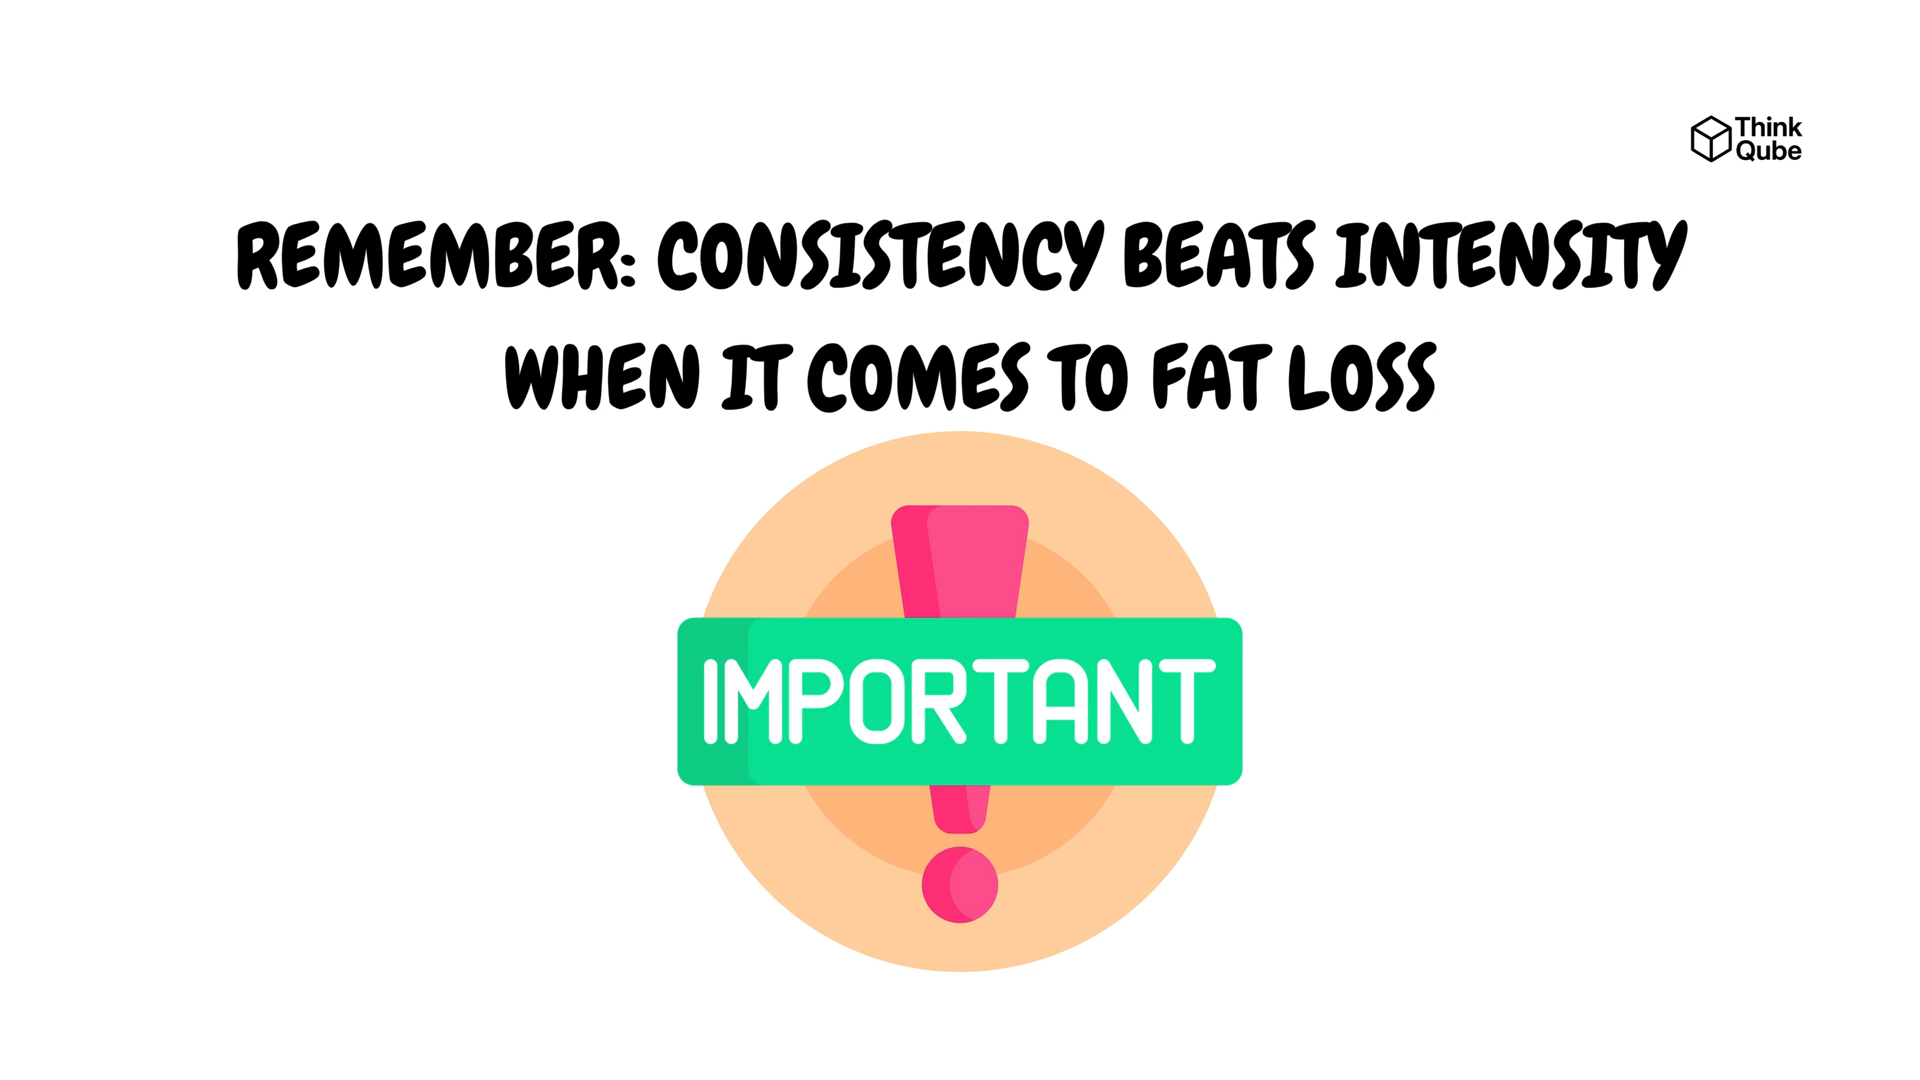 Think
Qube
REMEMBER: CONSISTENCY BEATS INTENSITY
WHEN IT COMES TO FAT LOSS
IMPORTANT